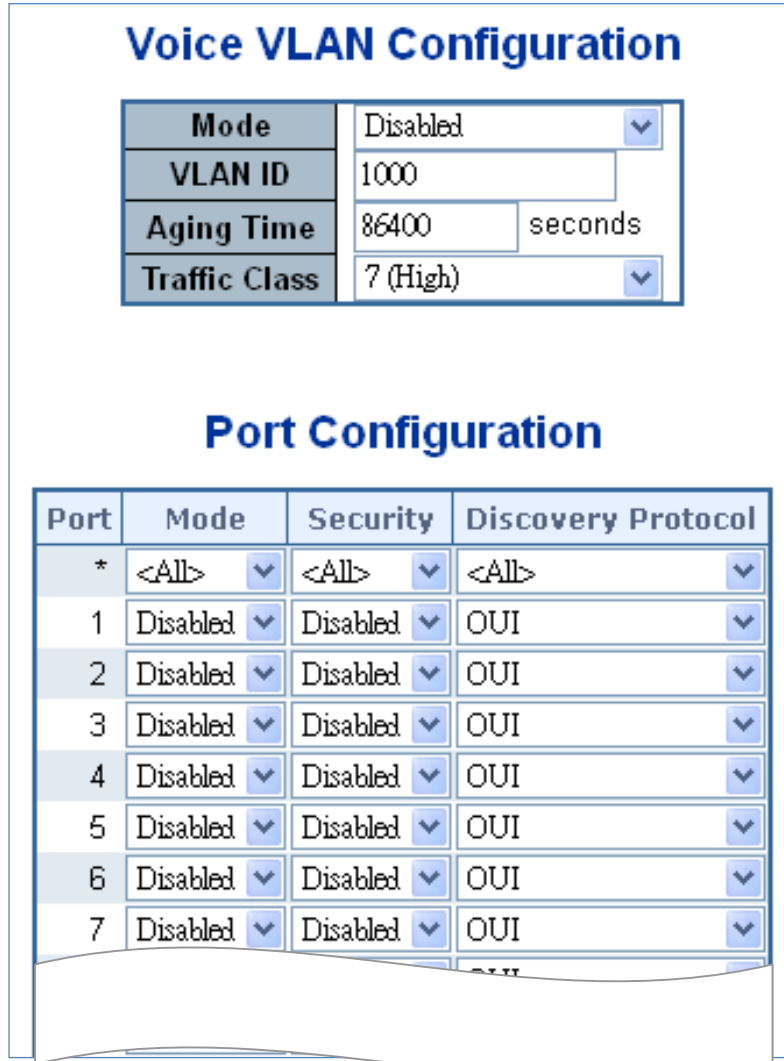 Voice VLAN Configuration
Mode Disabled
VLAN ID 1000
Aging Time 86400 seconds
Traffic Class 7 (High)
Port Configuration
Port Mode Security Discovery Protocol
* <All> <All> <All>
1 Disabled Disabled OUI
2 Disabled Disabled OUI
3 Disabled Disabled OUI
4 Disabled Disabled OUI
5 Disabled Disabled OUI
6 Disabled Disabled OUI
7 Disabled Disabled OUI